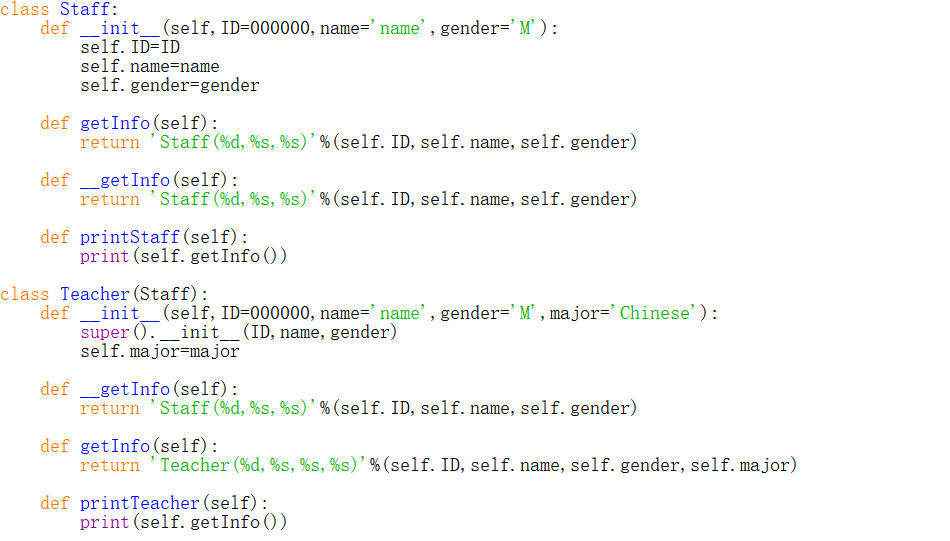 class Staff:
    def __init__(self,ID=000000,name='name',gender='M'):
        self.ID=ID
        self.name=name
        self.gender=gender

    def getInfo(self):
        return 'Staff(%d,%s,%s)'%(self.ID,self.name,self.gender)

    def __getInfo(self):
        return 'Staff(%d,%s,%s)'%(self.ID,self.name,self.gender)

    def printStaff(self):
        print(self.getInfo())

class Teacher(Staff):
    def __init__(self,ID=000000,name='name',gender='M',major='Chinese'):
        super().__init__(ID,name,gender)
        self.major=major

    def __getInfo(self):
        return 'Staff(%d,%s,%s)'%(self.ID,self.name,self.gender)

    def getInfo(self):
        return 'Teacher(%d,%s,%s,%s)'%(self.ID,self.name,self.gender,self.major)

    def printTeacher(self):
        print(self.getInfo())